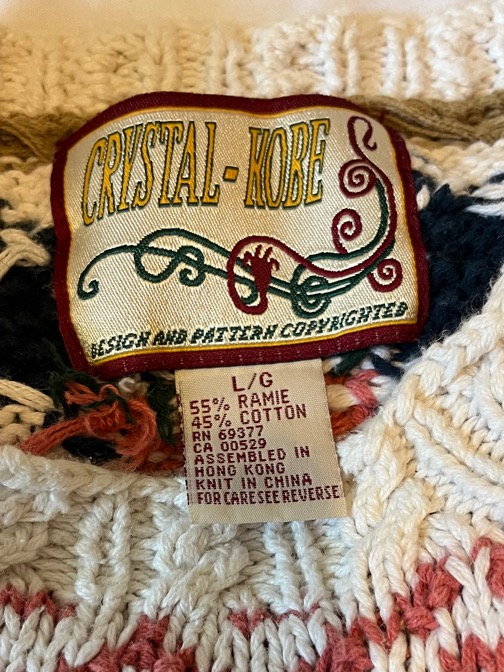 CRYSTAL-KOBE
DESIGN AND PATTERN COPYRIGHTED
L/G
55% RAMIE
45% COTTON
RN 69377
CA 00529
ASSEMBLED IN
HONG KONG
KNIT IN CHINA
FOR CARE SEE REVERSE